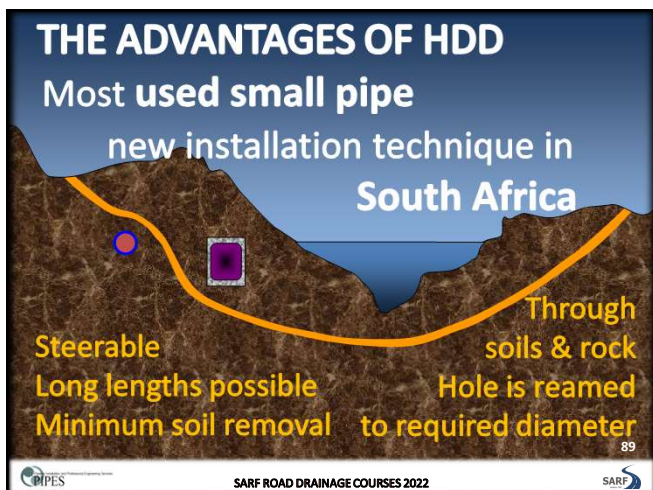 THE ADVANTAGES OF HDD
Most used small pipe
new installation technique in
South Africa
Steerable
Long lengths possible
Minimum soil removal
Through
soils & rock
Hole is reamed
to required diameter
89
PIPES
SARF ROAD DRAINAGE COURSES 2022
SARF